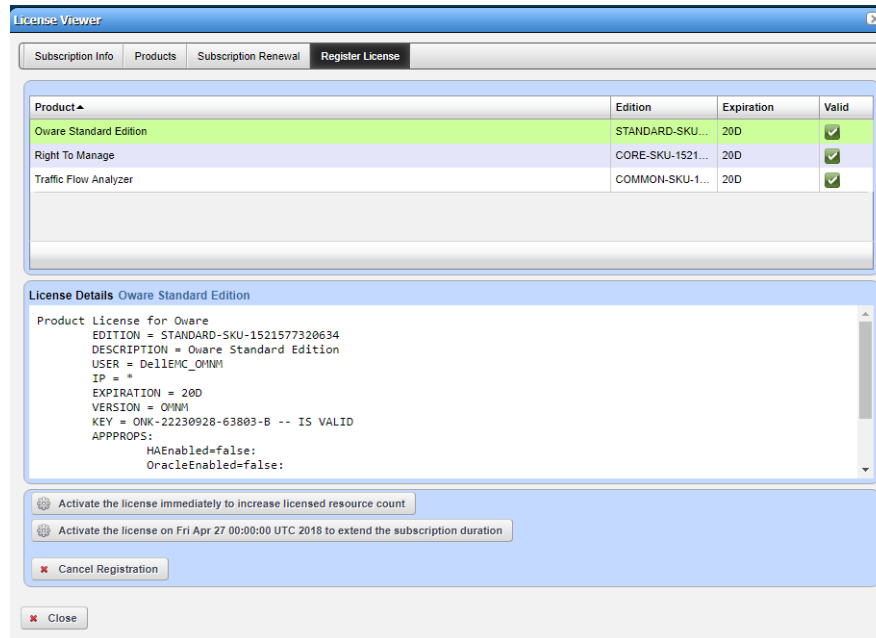 License Viewer
Subscription Info Products Subscription Renewal Register License
Product Edition Expiration Valid
Oware Standard Edition STANDARD-SKU... 20D
Right To Manage CORE-SKU-1521... 20D
Traffic Flow Analyzer COMMON-SKU-1... 20D
License Details Oware Standard Edition
Product License for Oware
EDITION = STANDARD-SKU-1521577320634
DESCRIPTION = Oware Standard Edition
USER = DellEMC_OMNM
IP = *
EXPIRATION = 20D
VERSION = OMNM
KEY = ONK-22230928-63803-B -- IS VALID
APPPROPS:
HAEnabled=false:
OracleEnabled=false:
Activate the license immediately to increase licensed resource count
Activate the license on Fri Apr 27 00:00:00 UTC 2018 to extend the subscription duration
Cancel Registration
Close